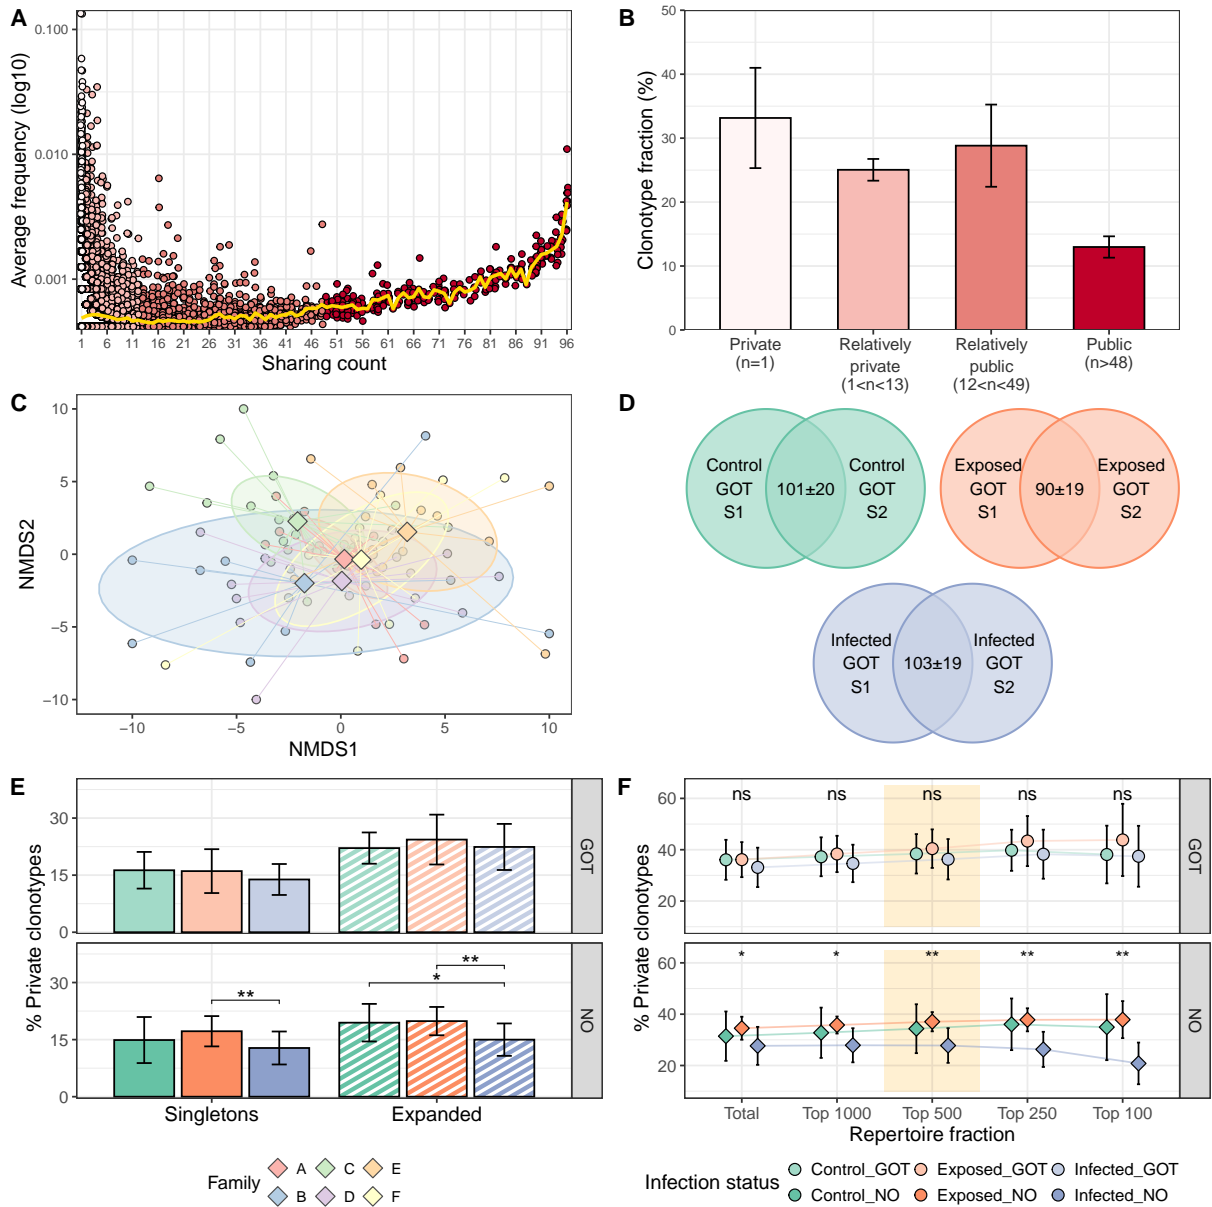 A
Average frequency (log10)
0.100
0.010
0.001
1 6 11 16 21 26 31 36 41 46 51 56 61 66 71 76 81 86 91 96
Sharing count
B
Clonotype fraction (%)
50
40
30
20
10
0
Private
(n=1)
Relatively
private
(1<n<13)
Relatively
public
(12<n<49)
Public
(n>48)
C
NMDS2
10
5
0
−5
−10
−10 −5 0 5 10
NMDS1
D
Control
GOT
S1
101±20
Control
GOT
S2
Exposed
GOT
S1
90±19
Exposed
GOT
S2
Infected
GOT
S1
103±19
Infected
GOT
S2
E
% Private clonotypes
30
15
0
GOT
30
15
0
**
**
*
NO
Singletons Expanded
Family
A C E
B D F
F
% Private clonotypes
60
40
20
ns ns ns ns ns
GOT
60
40
20
* * ** ** **
NO
Total Top 1000 Top 500 Top 250 Top 100
Repertoire fraction
Infection status
Control_GOT Exposed_GOT Infected_GOT
Control_NO Exposed_NO Infected_NO